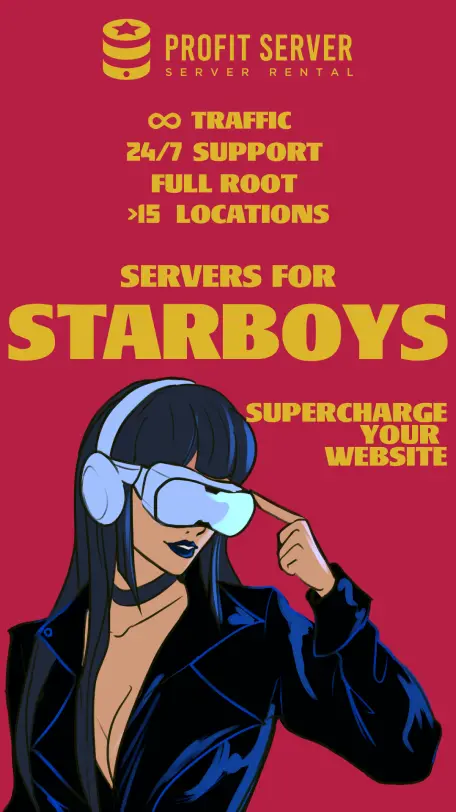 PROFIT SERVER
SERVER RENTAL
∞ TRAFFIC
24/7 SUPPORT
FULL ROOT
>15 LOCATIONS
SERVERS FOR
STARBOYS
SUPERCHARGE
YOUR
WEBSITE